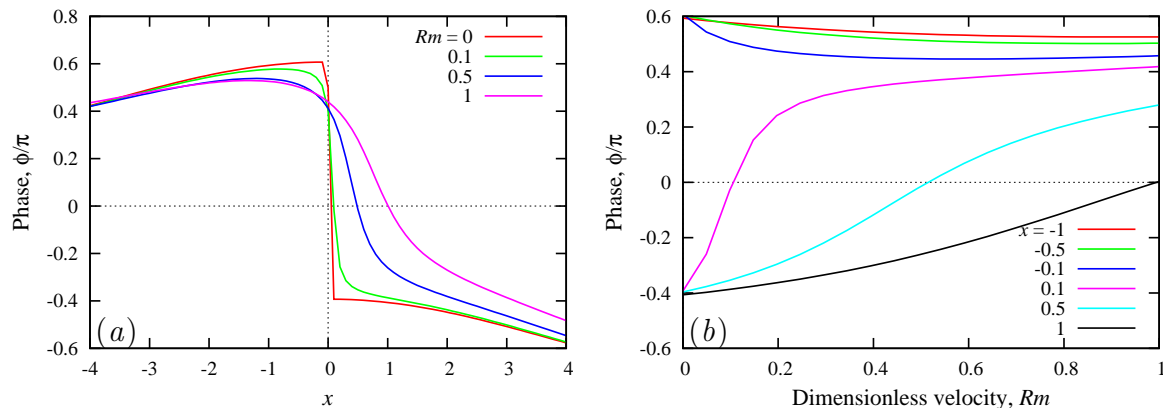 Phase, ϕ/π
0.8
0.6
0.4
0.2
0
-0.2
-0.4
-0.6
-4 -3 -2 -1 0 1 2 3 4
x
Rm = 0
0.1
0.5
1
(a)
Phase, ϕ/π
0.6
0.4
0.2
0
-0.2
-0.4
-0.6
0 0.2 0.4 0.6 0.8 1
Dimensionless velocity, Rm
x = -1
-0.5
-0.1
0.1
0.5
1
(b)